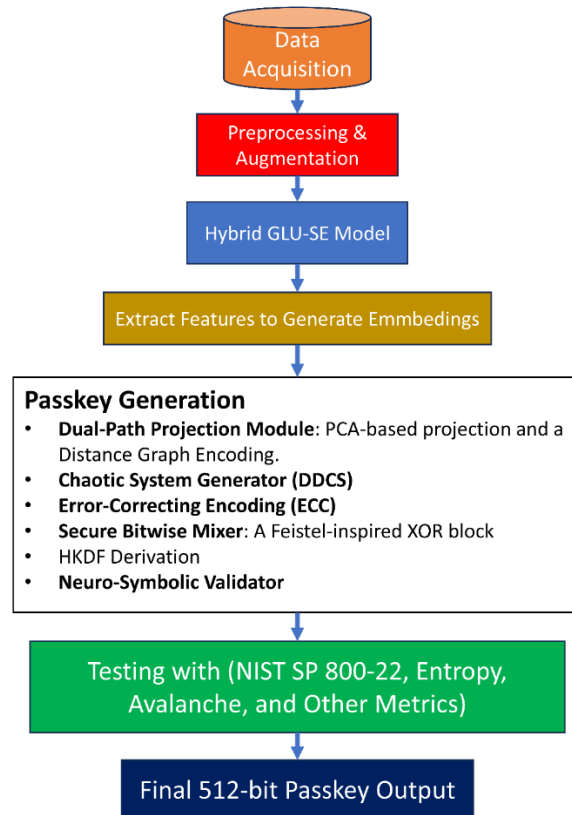 Data
Acquisition
Preprocessing &
Augmentation
Hybrid GLU-SE Model
Extract Features to Generate Emmbedings
Passkey Generation
• Dual-Path Projection Module: PCA-based projection and a
Distance Graph Encoding.
• Chaotic System Generator (DDCS)
• Error-Correcting Encoding (ECC)
• Secure Bitwise Mixer: A Feistel-inspired XOR block
• HKDF Derivation
• Neuro-Symbolic Validator
Testing with (NIST SP 800-22, Entropy,
Avalanche, and Other Metrics)
Final 512-bit Passkey Output